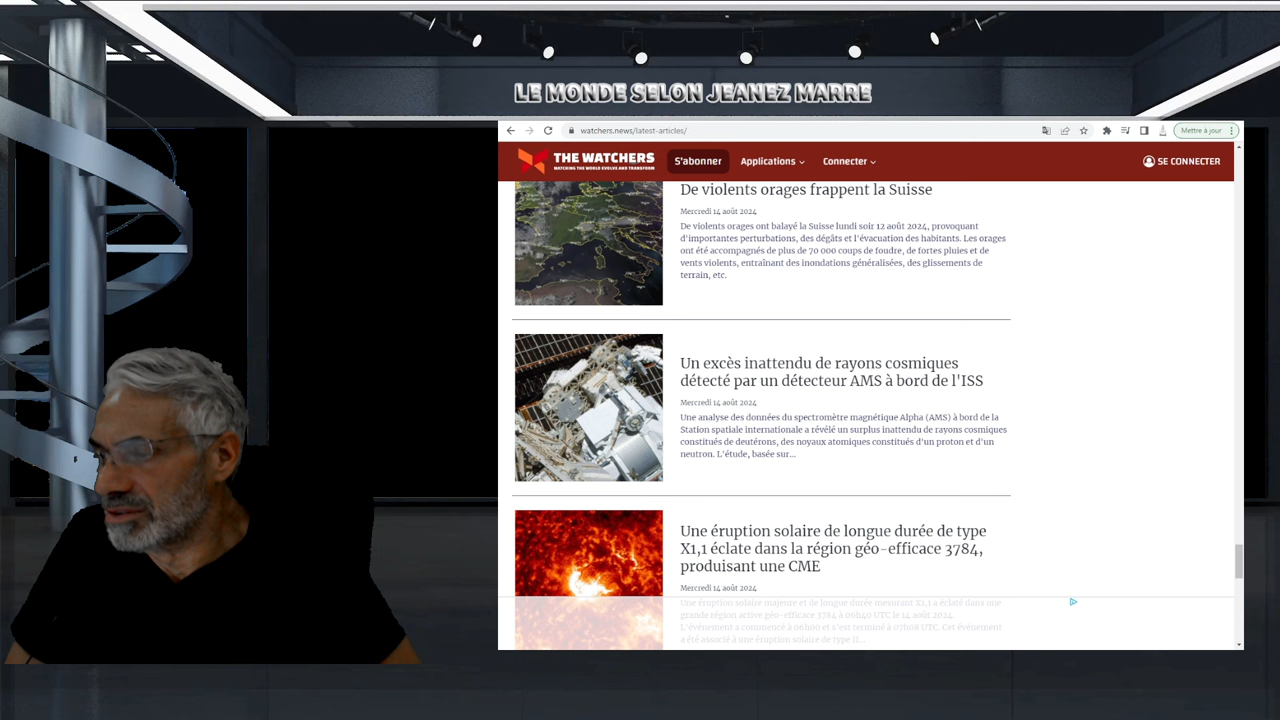 LE MONDE SELON JEANEZ MARRE
watchers.news/latest-articles/
Mettre à jour
THE WATCHERS
WATCHING THE WORLD EVOLVE AND TRANSFORM
S'abonner
Applications
Connecter
SE CONNECTER
De violents orages frappent la Suisse
Mercredi 14 août 2024
De violents orages ont balayé la Suisse lundi soir 12 août 2024, provoquant
d'importantes perturbations, des dégâts et l'évacuation des habitants. Les orages
ont été accompagnés de plus de 70 000 coups de foudre, de fortes pluies et de
vents violents, entraînant des inondations généralisées, des glissements de
terrain, etc.
Un excès inattendu de rayons cosmiques
détecté par un détecteur AMS à bord de l'ISS
Mercredi 14 août 2024
Une analyse des données du spectromètre magnétique Alpha (AMS) à bord de la
Station spatiale internationale a révélé un surplus inattendu de rayons cosmiques
constitués de deutérons, des noyaux atomiques constitués d'un proton et d'un
neutron. L'étude, basée sur...
Une éruption solaire de longue durée de type
X1,1 éclate dans la région géo-efficace 3784,
produisant une CME
Mercredi 14 août 2024
Une éruption solaire majeure et de longue durée mesurant X1,1 a éclaté dans une
grande région active géo-efficace 3784 à 06h40 UTC le 14 août 2024.
L'événement a commencé à 06h00 et s'est terminé à 07h08 UTC. Cet événement
a été associé à une éruption solaire de type II...